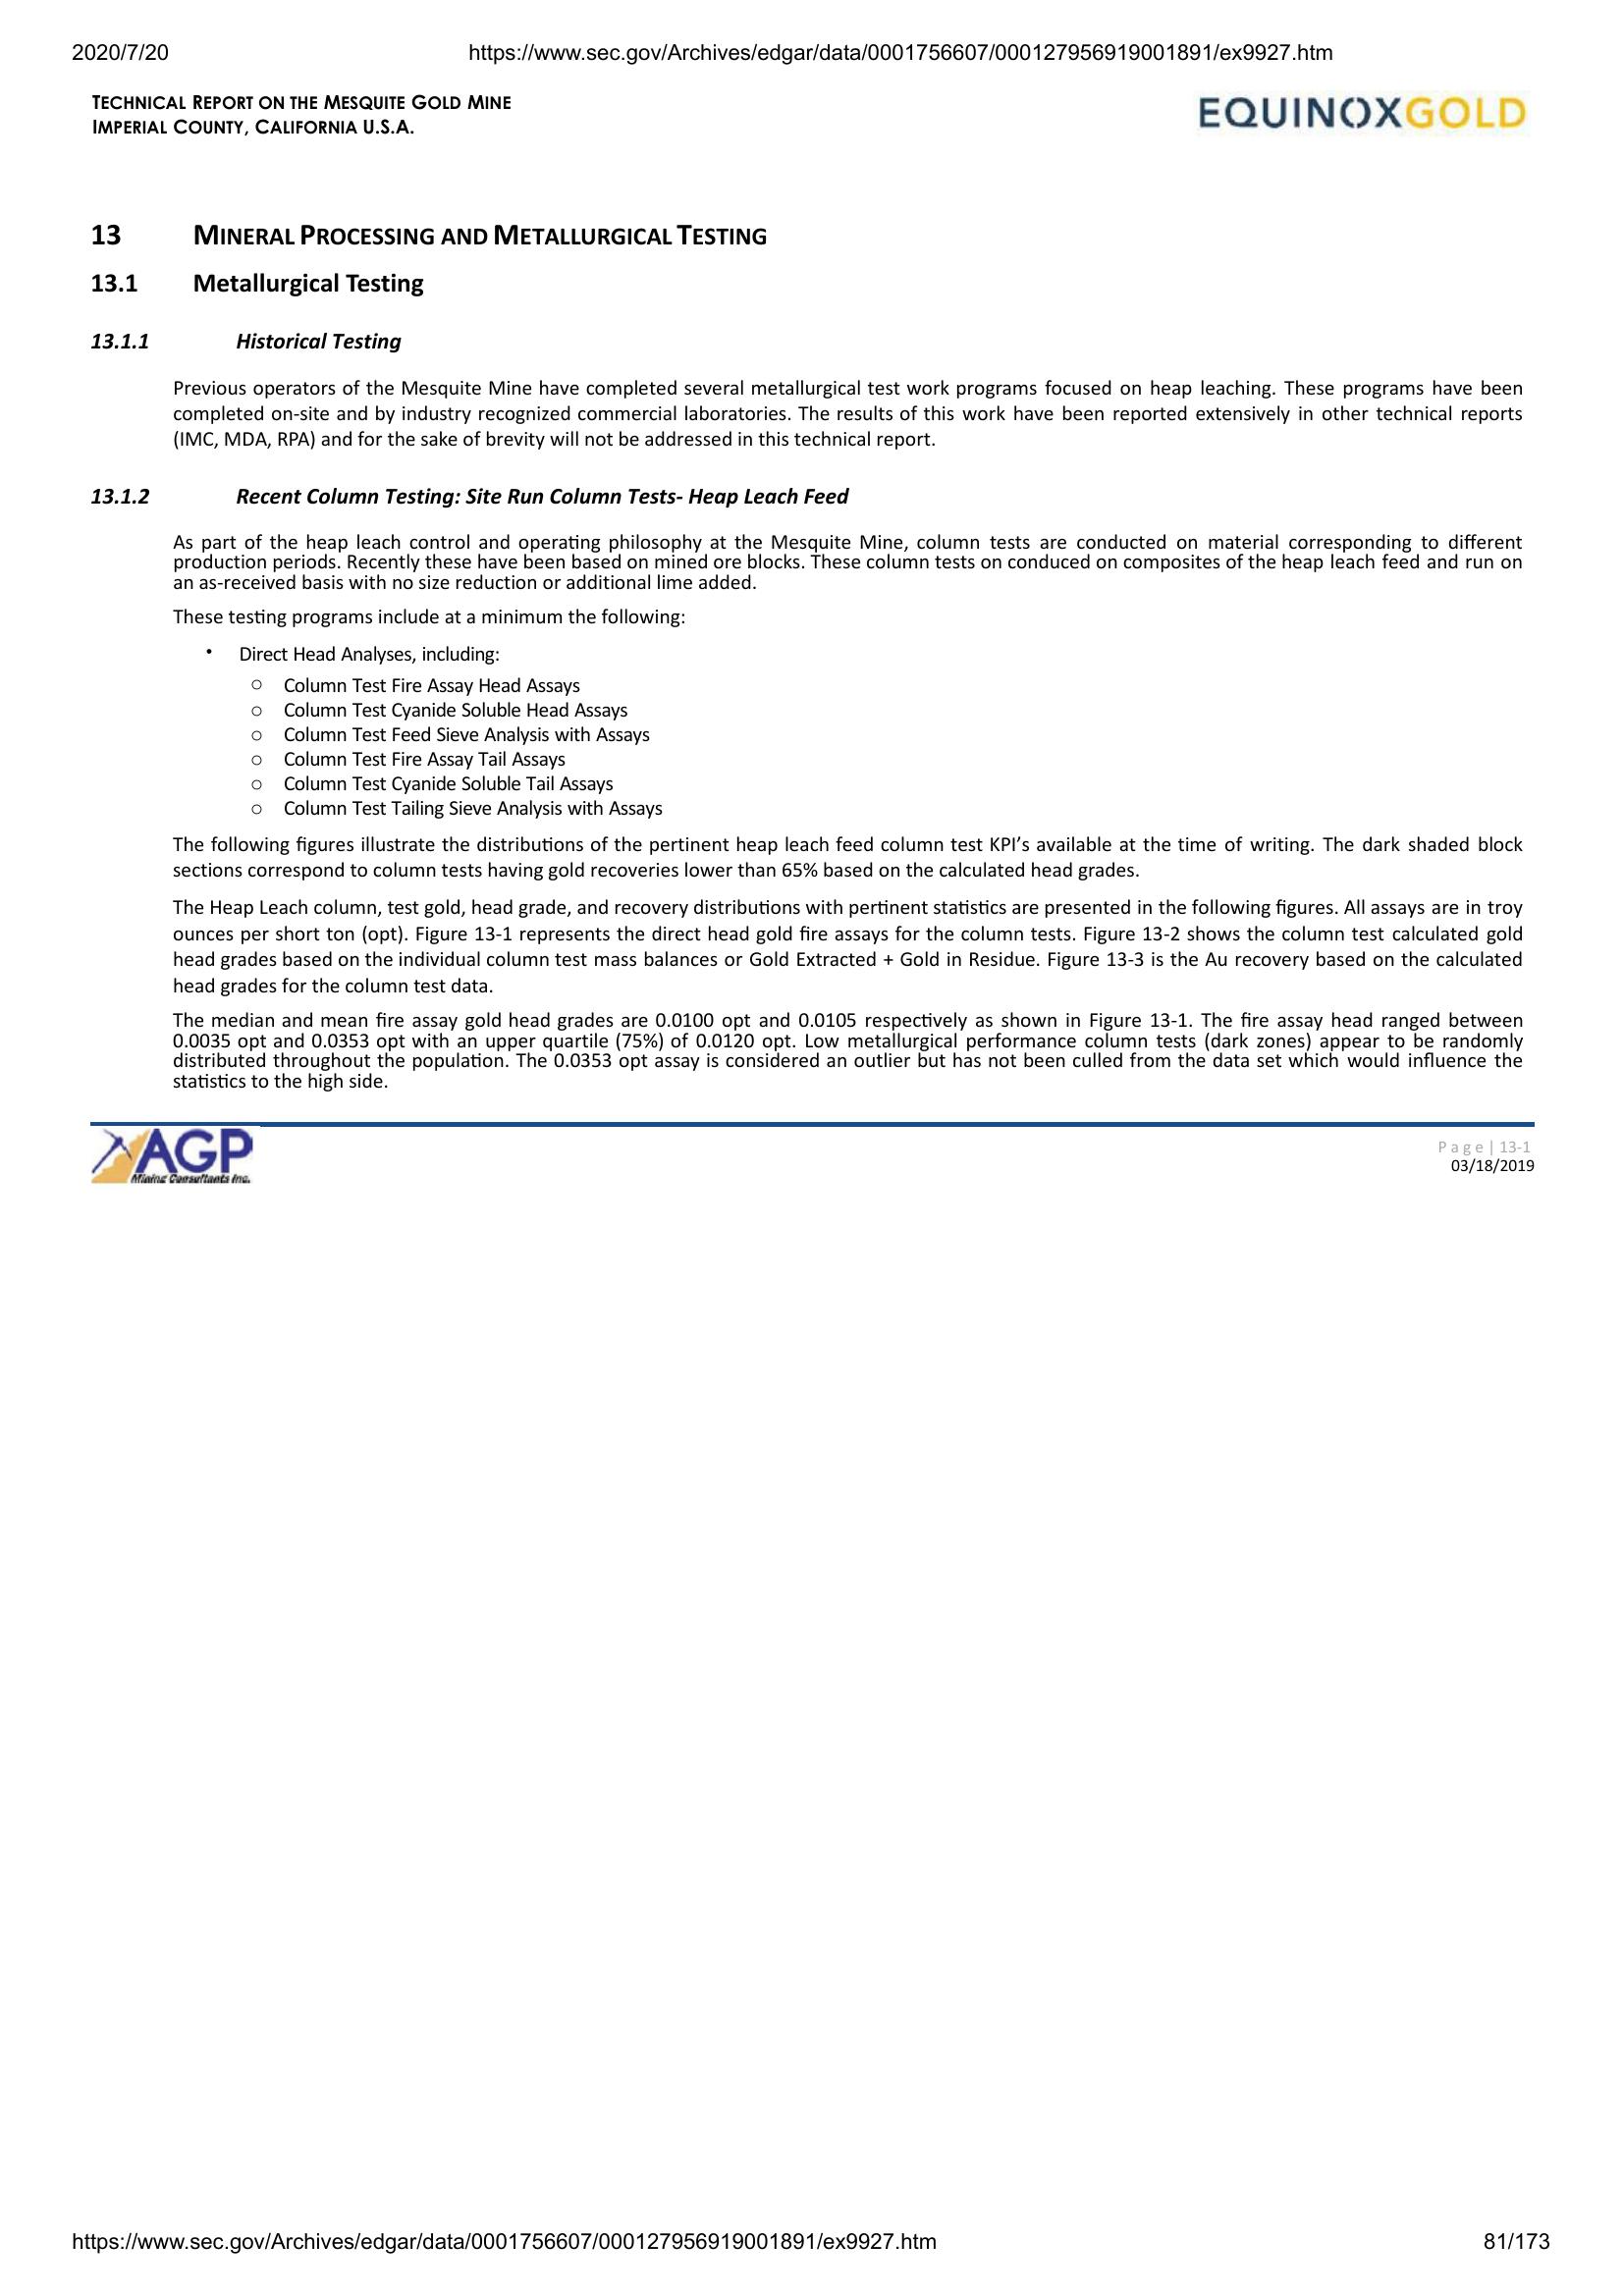 2020/7/20 https://www.sec.gov/Archives/edgar/data/0001756607/000127956919001891/ex9927.htm
TECHNICAL REPORT ON THE MESQUITE GOLD MINE
IMPERIAL COUNTY, CALIFORNIA U.S.A.
EQUINOXGOLD
13 MINERAL PROCESSING AND METALLURGICAL TESTING
13.1 Metallurgical Testing
13.1.1 Historical Testing
Previous operators of the Mesquite Mine have completed several metallurgical test work programs focused on heap leaching. These programs have been
completed on-site and by industry recognized commercial laboratories. The results of this work have been reported extensively in other technical reports
(IMC, MDA, RPA) and for the sake of brevity will not be addressed in this technical report.
13.1.2 Recent Column Testing: Site Run Column Tests- Heap Leach Feed
As part of the heap leach control and operating philosophy at the Mesquite Mine, column tests are conducted on material corresponding to different
production periods. Recently these have been based on mined ore blocks. These column tests on conduced on composites of the heap leach feed and run on
an as-received basis with no size reduction or additional lime added.
These testing programs include at a minimum the following:
• Direct Head Analyses, including:
○ Column Test Fire Assay Head Assays
○ Column Test Cyanide Soluble Head Assays
○ Column Test Feed Sieve Analysis with Assays
○ Column Test Fire Assay Tail Assays
○ Column Test Cyanide Soluble Tail Assays
○ Column Test Tailing Sieve Analysis with Assays
The following figures illustrate the distributions of the pertinent heap leach feed column test KPI’s available at the time of writing. The dark shaded block
sections correspond to column tests having gold recoveries lower than 65% based on the calculated head grades.
The Heap Leach column, test gold, head grade, and recovery distributions with pertinent statistics are presented in the following figures. All assays are in troy
ounces per short ton (opt). Figure 13-1 represents the direct head gold fire assays for the column tests. Figure 13-2 shows the column test calculated gold
head grades based on the individual column test mass balances or Gold Extracted + Gold in Residue. Figure 13-3 is the Au recovery based on the calculated
head grades for the column test data.
The median and mean fire assay gold head grades are 0.0100 opt and 0.0105 respectively as shown in Figure 13-1. The fire assay head ranged between
0.0035 opt and 0.0353 opt with an upper quartile (75%) of 0.0120 opt. Low metallurgical performance column tests (dark zones) appear to be randomly
distributed throughout the population. The 0.0353 opt assay is considered an outlier but has not been culled from the data set which would influence the
statistics to the high side.
AGP
Mining Consultants Inc.
Page | 13-1
03/18/2019
https://www.sec.gov/Archives/edgar/data/0001756607/000127956919001891/ex9927.htm 81/173